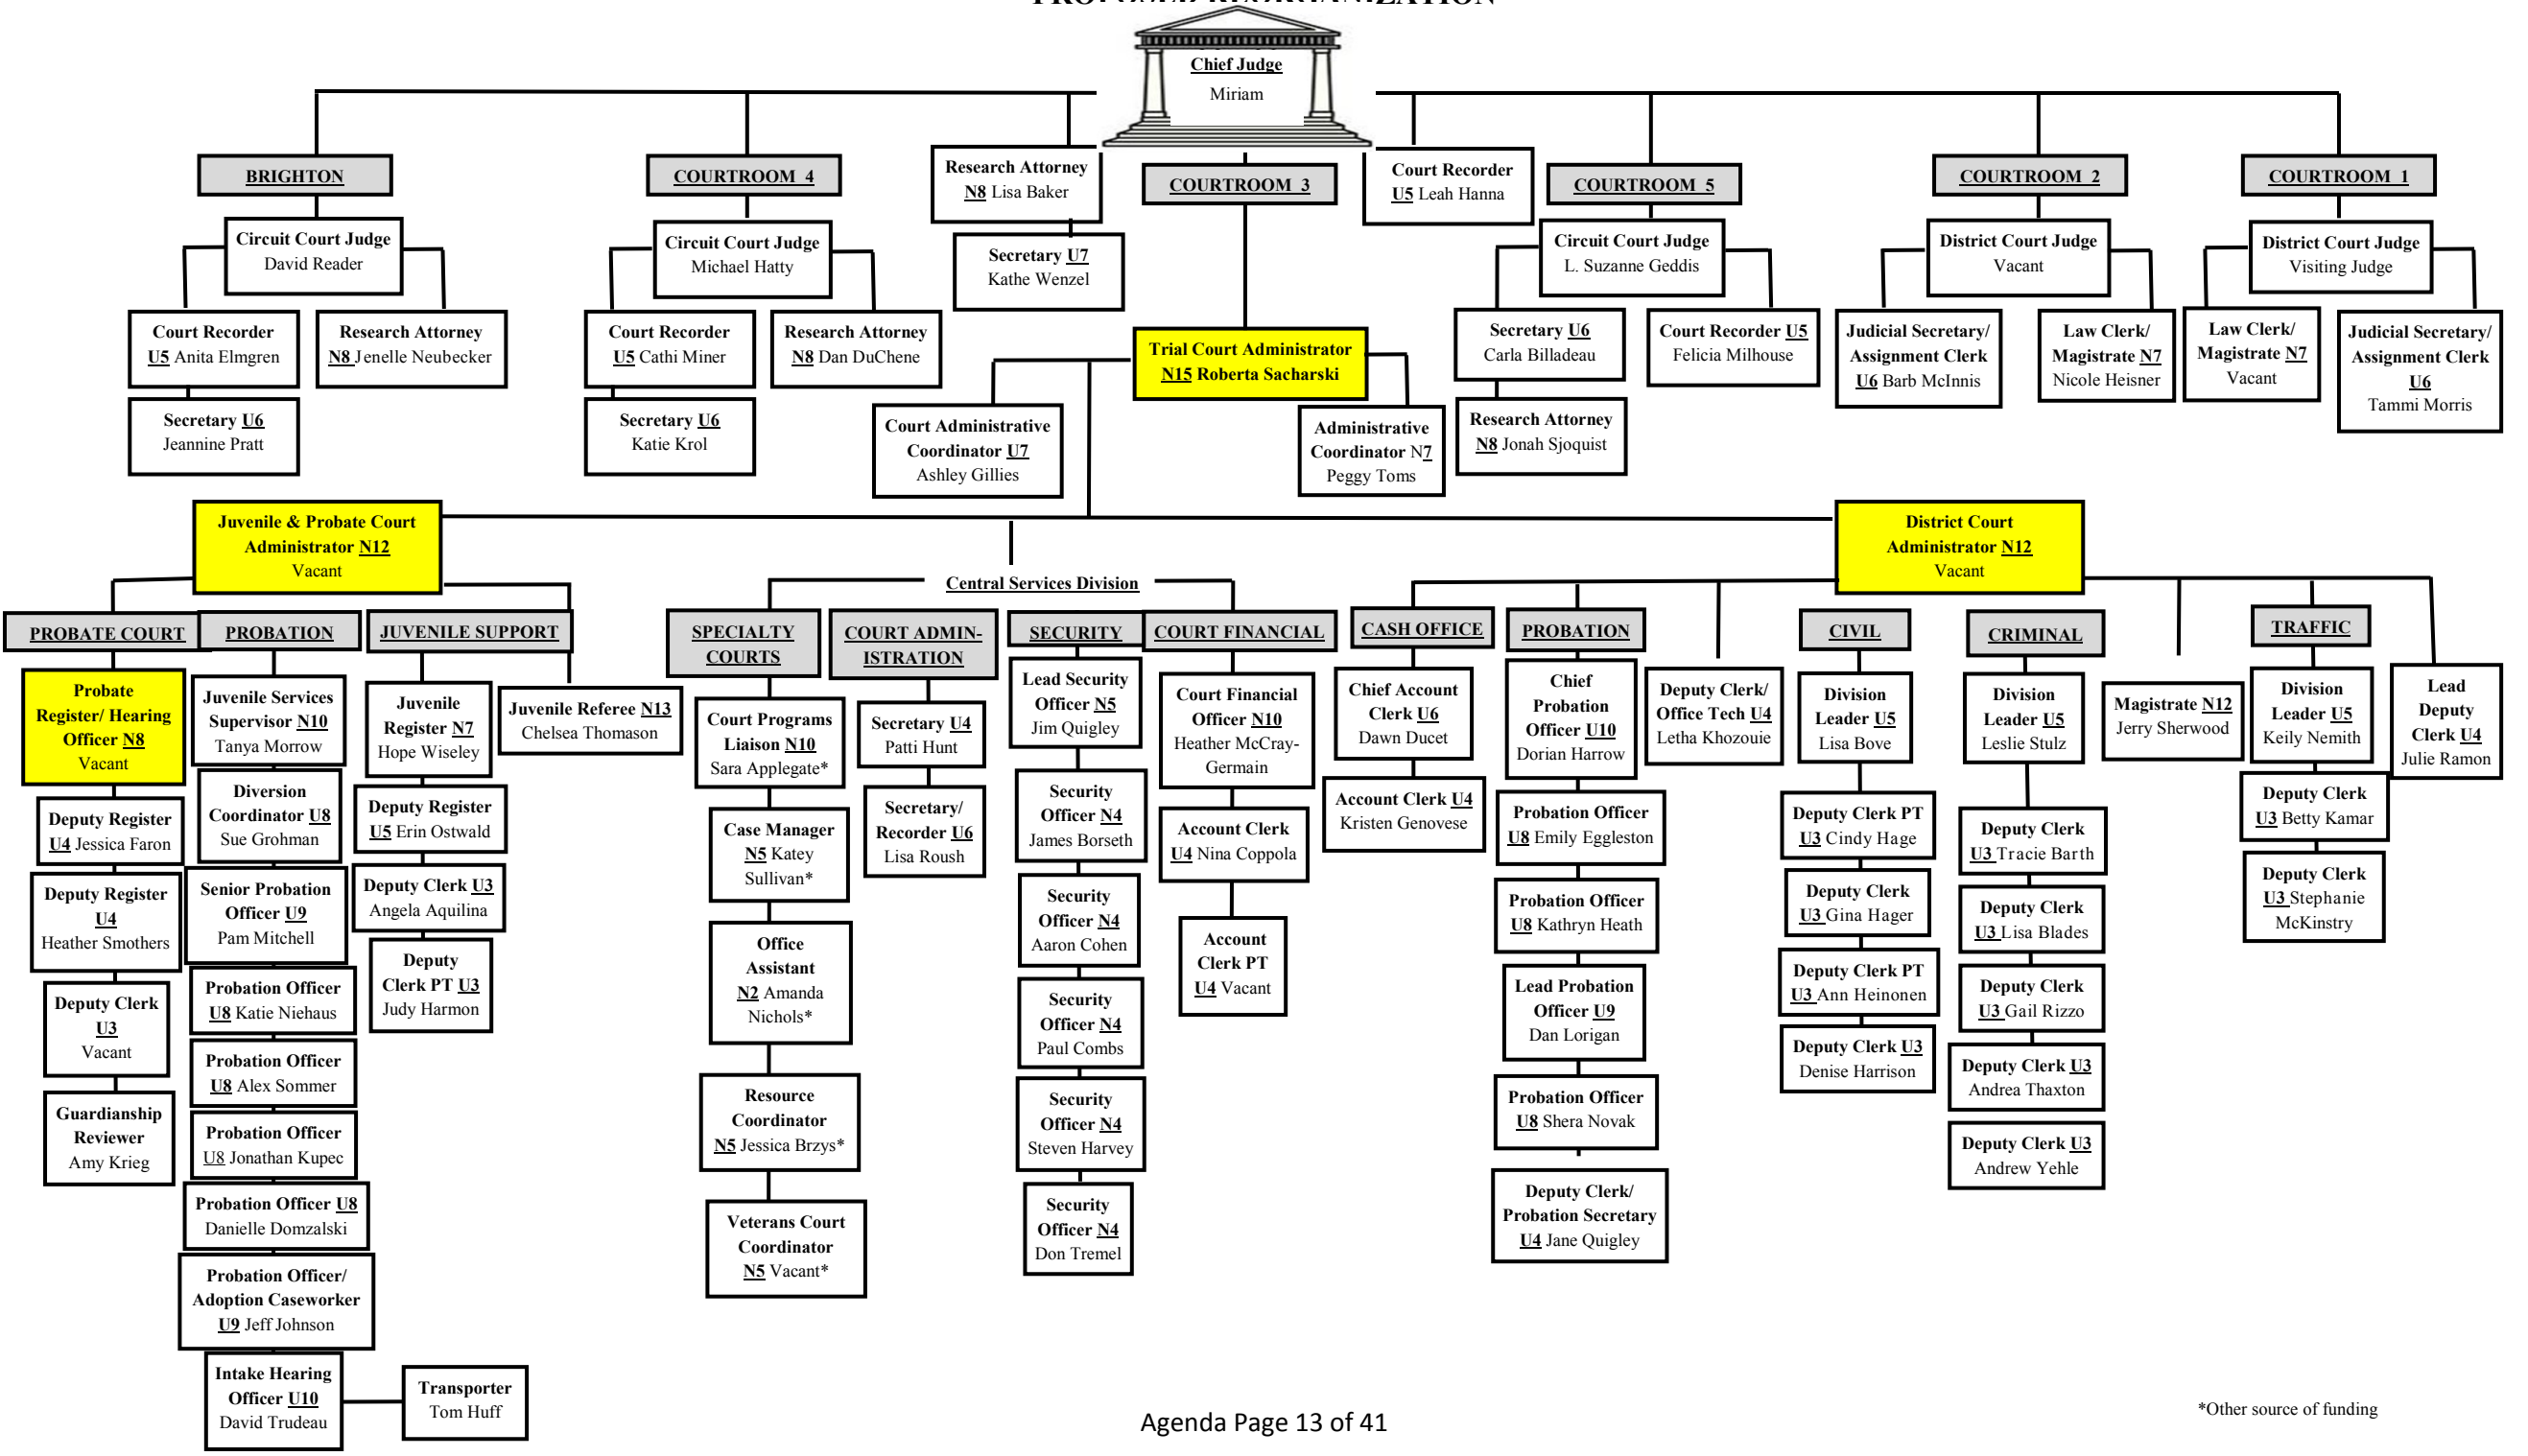 PROPOSED REORGANIZATION
Chief Judge
Miriam
BRIGHTON
Circuit Court Judge
David Reader
Court Recorder
U5 Anita Elmgren
Secretary U6
Jeannine Pratt
Research Attorney
N8 Jenelle Neubecker
COURTROOM 4
Circuit Court Judge
Michael Hatty
Court Recorder
U5 Cathi Miner
Secretary U6
Katie Krol
Research Attorney
N8 Dan DuChene
Research Attorney
N8 Lisa Baker
Secretary U7
Kathe Wenzel
COURTROOM 3
Court Recorder
U5 Leah Hanna
COURTROOM 5
Circuit Court Judge
L. Suzanne Geddis
Secretary U6
Carla Billadeau
Research Attorney
N8 Jonah Sjoquist
Court Recorder U5
Felicia Milhouse
COURTROOM 2
District Court Judge
Vacant
Judicial Secretary/
Assignment Clerk
U6 Barb McInnis
Law Clerk/
Magistrate N7
Nicole Heisner
COURTROOM 1
District Court Judge
Visiting Judge
Law Clerk/
Magistrate N7
Vacant
Judicial Secretary/
Assignment Clerk
U6
Tammi Morris
Trial Court Administrator
N15 Roberta Sacharski
Court Administrative
Coordinator U7
Ashley Gillies
Administrative
Coordinator N7
Peggy Toms
Juvenile & Probate Court
Administrator N12
Vacant
District Court
Administrator N12
Vacant
Central Services Division
PROBATE COURT
Probate
Register/ Hearing
Officer N8
Vacant
Deputy Register
U4 Jessica Faron
Deputy Register
U4
Heather Smothers
Deputy Clerk
U3
Vacant
Guardianship
Reviewer
Amy Krieg
PROBATION
Juvenile Services
Supervisor N10
Tanya Morrow
Diversion
Coordinator U8
Sue Grohman
Senior Probation
Officer U9
Pam Mitchell
Probation Officer
U8 Katie Niehaus
Probation Officer
U8 Alex Sommer
Probation Officer
U8 Jonathan Kupec
Probation Officer U8
Danielle Domzalski
Probation Officer/
Adoption Caseworker
U9 Jeff Johnson
Intake Hearing
Officer U10
David Trudeau
Transporter
Tom Huff
JUVENILE SUPPORT
Juvenile
Register N7
Hope Wiseley
Deputy Register
U5 Erin Ostwald
Deputy Clerk U3
Angela Aquilina
Deputy
Clerk PT U3
Judy Harmon
Juvenile Referee N13
Chelsea Thomason
SPECIALTY
COURTS
Court Programs
Liaison N10
Sara Applegate*
Case Manager
N5 Katey
Sullivan*
Office
Assistant
N2 Amanda
Nichols*
Resource
Coordinator
N5 Jessica Brzys*
Veterans Court
Coordinator
N5 Vacant*
COURT ADMIN-
ISTRATION
Secretary U4
Patti Hunt
Secretary/
Recorder U6
Lisa Roush
SECURITY
Lead Security
Officer N5
Jim Quigley
Security
Officer N4
James Borseth
Security
Officer N4
Aaron Cohen
Security
Officer N4
Paul Combs
Security
Officer N4
Steven Harvey
Security
Officer N4
Don Tremel
COURT FINANCIAL
Court Financial
Officer N10
Heather McCray-
Germain
Account Clerk
U4 Nina Coppola
Account
Clerk PT
U4 Vacant
CASH OFFICE
Chief Account
Clerk U6
Dawn Ducet
Account Clerk U4
Kristen Genovese
PROBATION
Chief
Probation
Officer U10
Dorian Harrow
Probation Officer
U8 Emily Eggleston
Probation Officer
U8 Kathryn Heath
Lead Probation
Officer U9
Dan Lorigan
Probation Officer
U8 Shera Novak
Deputy Clerk/
Probation Secretary
U4 Jane Quigley
Deputy Clerk/
Office Tech U4
Letha Khozouie
CIVIL
Division
Leader U5
Lisa Bove
Deputy Clerk PT
U3 Cindy Hage
Deputy Clerk
U3 Gina Hager
Deputy Clerk PT
U3 Ann Heinonen
Deputy Clerk U3
Denise Harrison
CRIMINAL
Division
Leader U5
Leslie Stulz
Deputy Clerk
U3 Tracie Barth
Deputy Clerk
U3 Lisa Blades
Deputy Clerk
U3 Gail Rizzo
Deputy Clerk U3
Andrea Thaxton
Deputy Clerk U3
Andrew Yehle
Magistrate N12
Jerry Sherwood
TRAFFIC
Division
Leader U5
Keily Nemith
Deputy Clerk
U3 Betty Kamar
Deputy Clerk
U3 Stephanie
McKinstry
Lead
Deputy
Clerk U4
Julie Ramon
*Other source of funding
Agenda Page 13 of 41